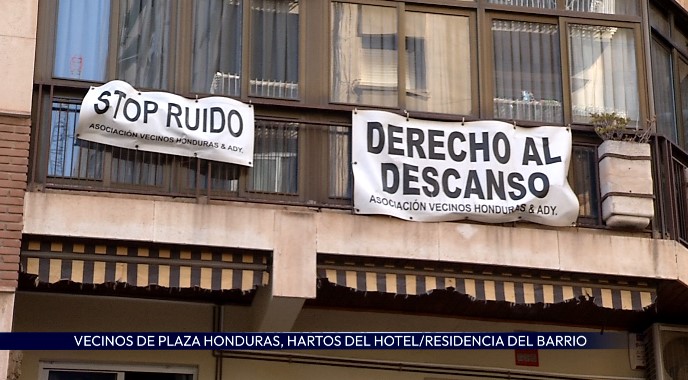 STOP RUIDO
ASOCIACIÓN VECINOS HONDURAS & ADY.
DERECHO AL
DESCANSO
ASOCIACIÓN VECINOS HONDURAS & ADY.
VECINOS DE PLAZA HONDURAS, HARTOS DEL HOTEL/RESIDENCIA DEL BARRIO